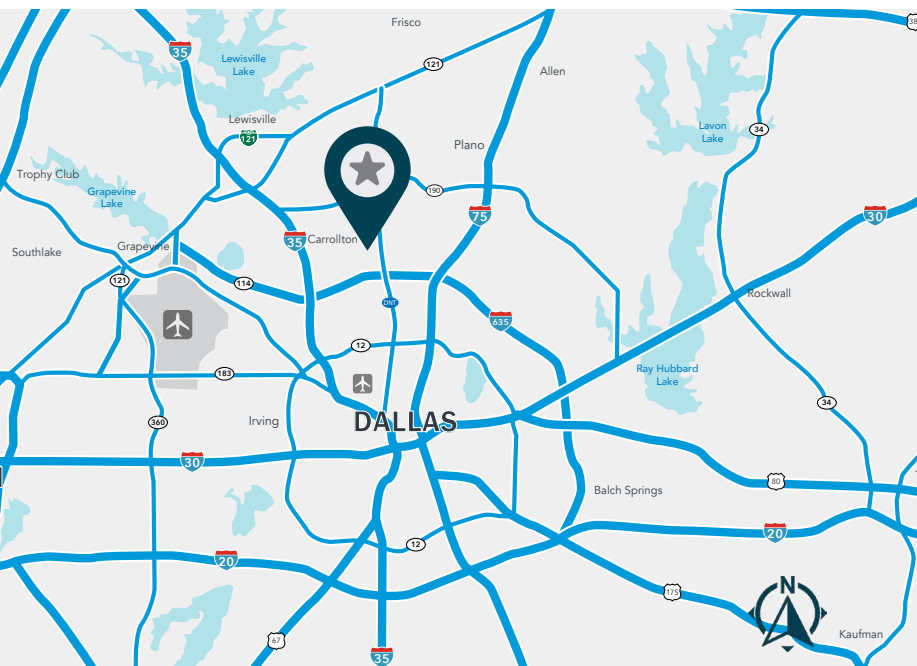 Frisco
38
35
Lewisville
Lake
121
Allen
Lewisville
121
Lavon
Lake
34
Plano
Trophy Club
Grapevine
Lake
190
75
30
35
Carrollton
Grapevine
Southlake
121
114
Rockwall
DNT
635
12
Ray Hubbard
Lake
183
34
360
Irving
DALLAS
30
80
Balch Springs
20
12
20
175
N
67
Kaufman
35